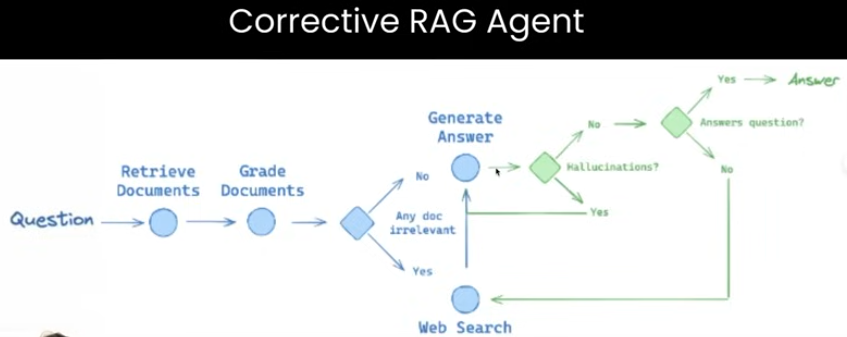 Corrective RAG Agent
Yes
Answer
Generate
Answer
No
Answers question?
Retrieve
Documents
Grade
Documents
No
Hallucinations?
No
Question
Any doc
irrelevant
Yes
Yes
Web Search